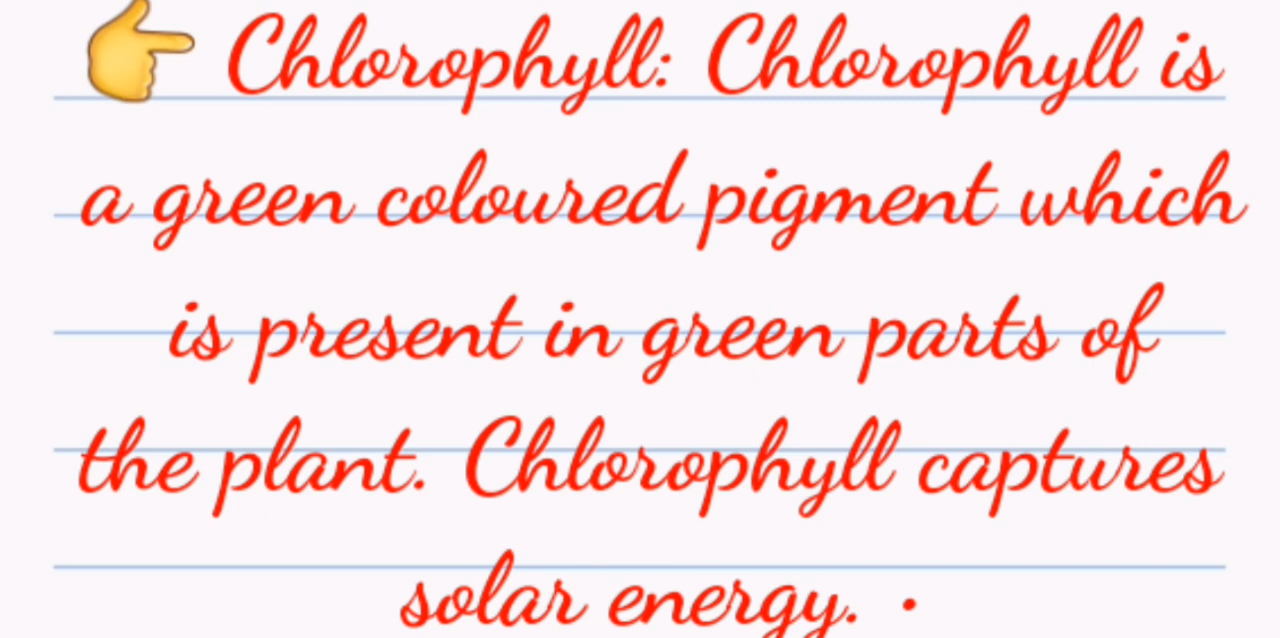 👉 Chlorophyll: Chlorophyll is
a green coloured pigment which
is present in green parts of
the plant. Chlorophyll captures
solar energy. •